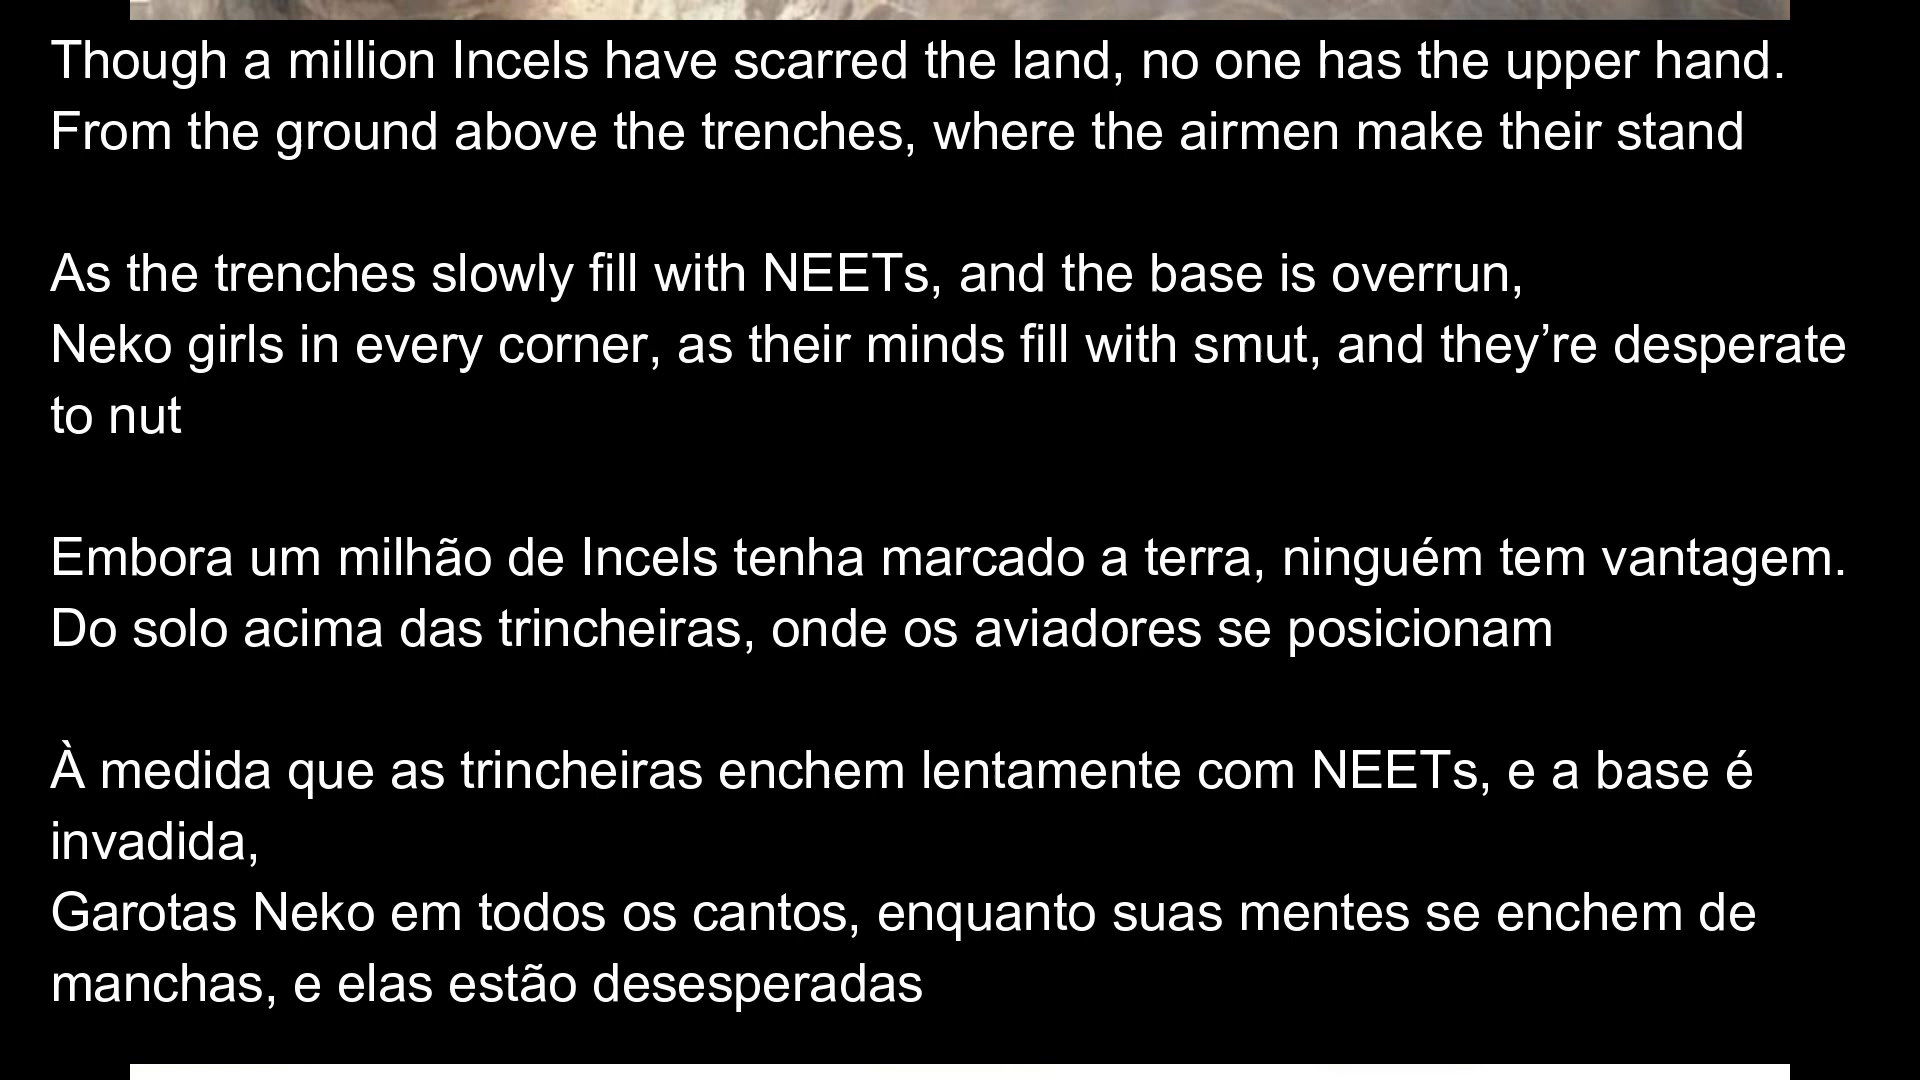 Though a million Incels have scarred the land, no one has the upper hand.
From the ground above the trenches, where the airmen make their stand
As the trenches slowly fill with NEETs, and the base is overrun,
Neko girls in every corner, as their minds fill with smut, and they’re desperate
to nut
Embora um milhão de Incels tenha marcado a terra, ninguém tem vantagem.
Do solo acima das trincheiras, onde os aviadores se posicionam
À medida que as trincheiras enchem lentamente com NEETs, e a base é
invadida,
Garotas Neko em todos os cantos, enquanto suas mentes se enchem de
manchas, e elas estão desesperadas